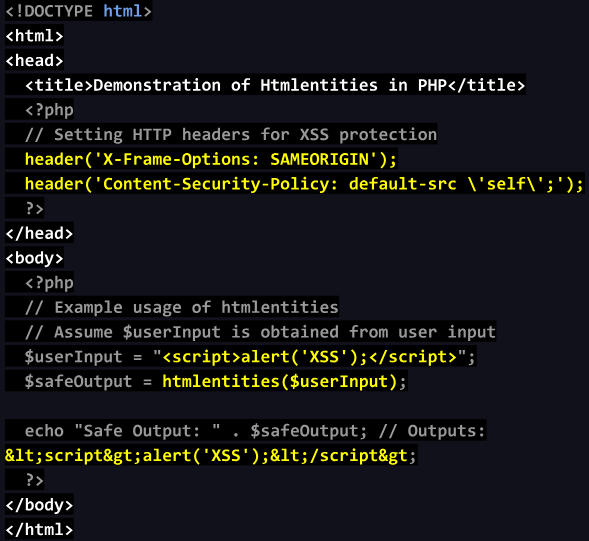 <!DOCTYPE html>
<html>
<head>
<title>Demonstration of Htmlentities in PHP</title>
<?php
// Setting HTTP headers for XSS protection
header('X-Frame-Options: SAMEORIGIN');
header('Content-Security-Policy: default-src \'self\';');
?>
</head>
<body>
<?php
// Example usage of htmlentities
// Assume $userInput is obtained from user input
$userInput = "<script>alert('XSS');</script>";
$safeOutput = htmlentities($userInput);
echo "Safe Output: " . $safeOutput; // Outputs:
&lt;script&gt;alert('XSS');&lt;/script&gt;
?>
</body>
</html>